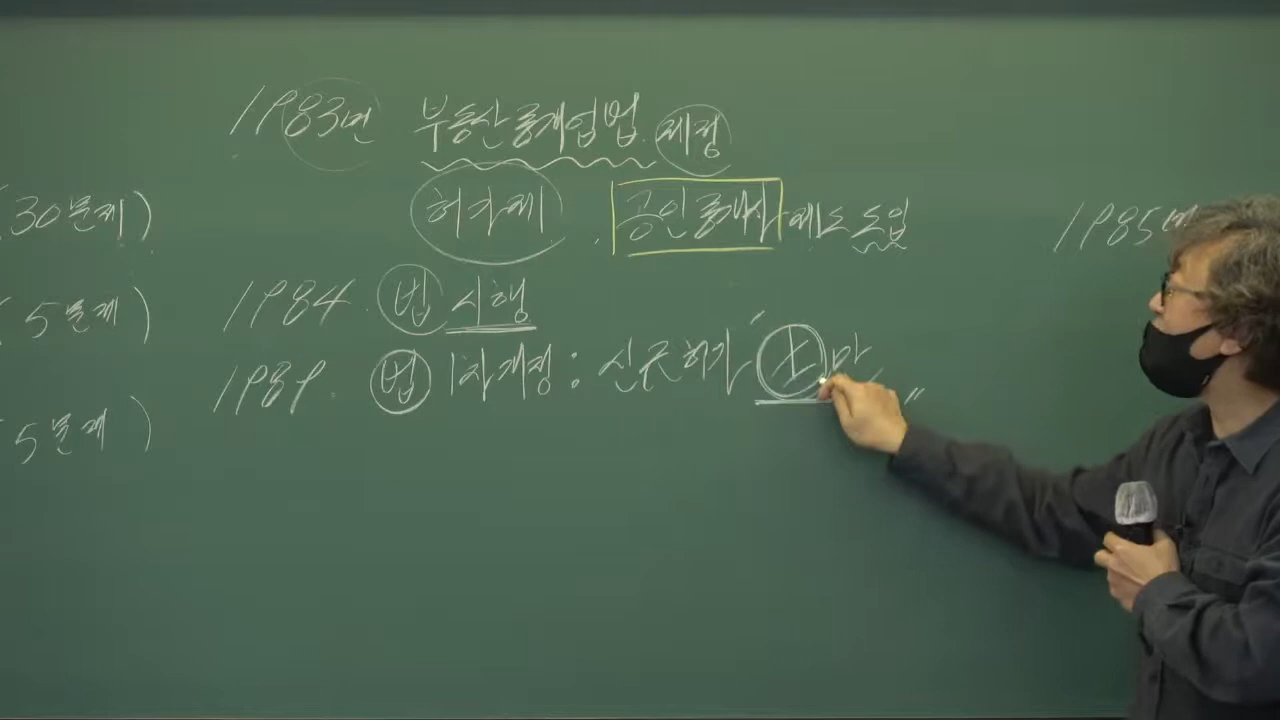 1983년 부동산중개업법 제정
(30문제)
허가제, 공인중개사 제도 도입
1985년
(5문제)
1984. 법 시행
1989. 법 1차개정 : 신규허가 "士만"
(5문제)